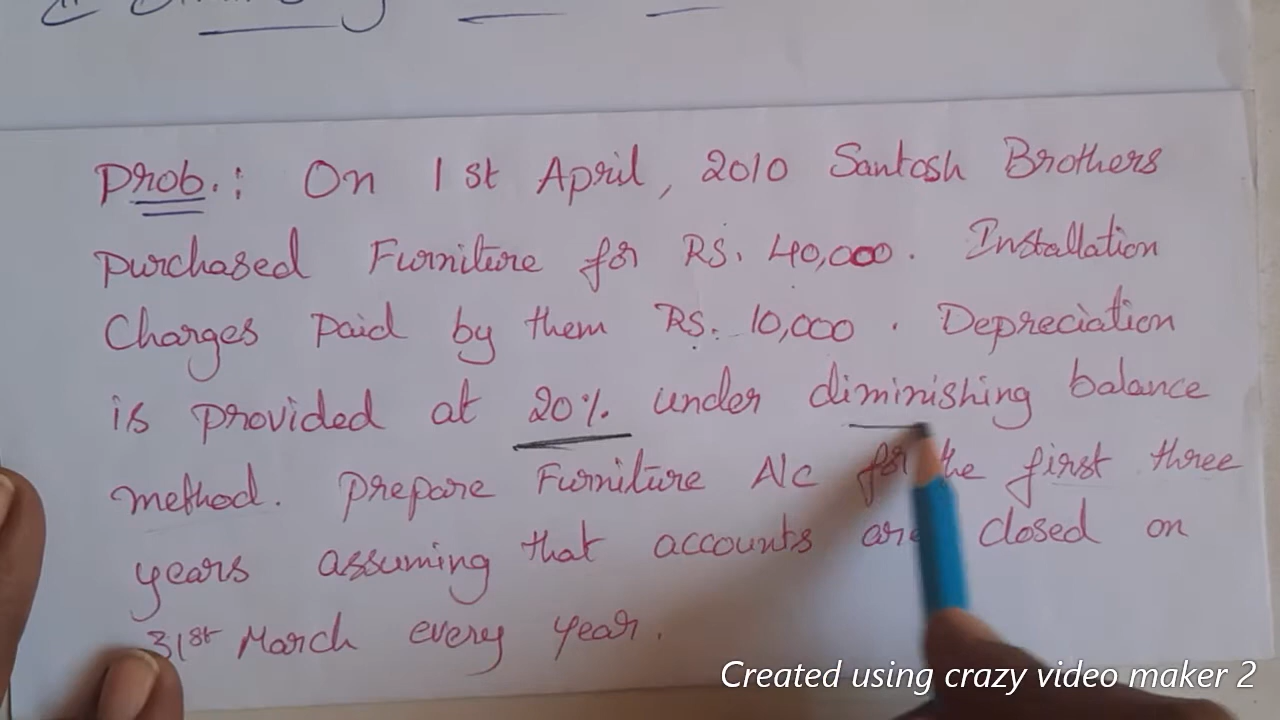 Prob.: On 1st April, 2010 Santosh Brothers
purchased Furniture for Rs. 40,000. Installation
Charges paid by them Rs. 10,000. Depreciation
is provided at 20% under diminishing balance
method. Prepare Furniture A/c for the first three
years assuming that accounts are closed on
31st March every year.
Created using crazy video maker 2